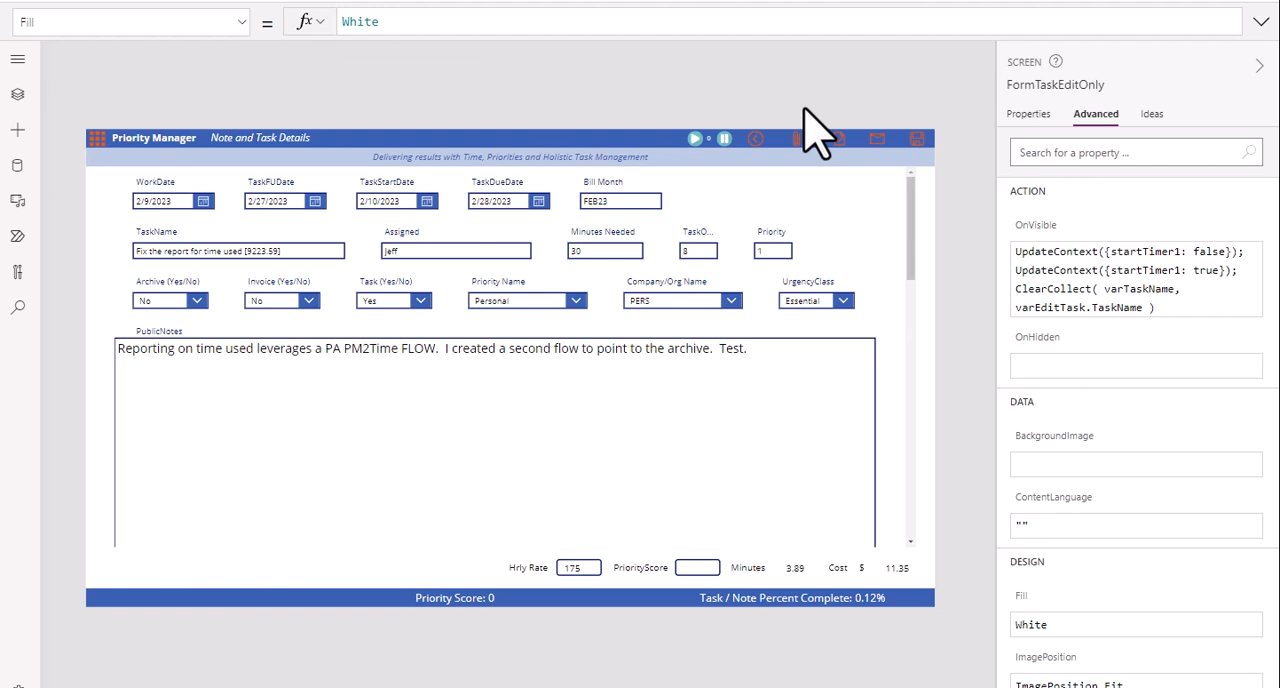 Fill = fx White
SCREEN
FormTaskEditOnly
Properties Advanced Ideas
Search for a property ...
ACTION
OnVisible
UpdateContext({startTimer1: false});
UpdateContext({startTimer1: true});
ClearCollect( varTaskName,
varEditTask.TaskName )
OnHidden
DATA
BackgroundImage
ContentLanguage
""
DESIGN
Fill
White
ImagePosition
ImagePosition.Fit
Priority Manager Note and Task Details 0
Delivering results with Time, Priorities and Holistic Task Management
WorkDate TaskFUDate TaskStartDate TaskDueDate Bill Month
2/9/2023 2/27/2023 2/10/2023 2/28/2023 FEB23
TaskName Assigned Minutes Needed TaskO... Priority
Fix the report for time used [9223.59] Jeff 30 8 1
Archive (Yes/No) Invoice (Yes/No) Task (Yes/No) Priority Name Company/Org Name UrgencyClass
No No Yes Personal PERS Essential
PublicNotes
Reporting on time used leverages a PA PM2Time FLOW. I created a second flow to point to the archive. Test.
Hrly Rate 175 PriorityScore Minutes 3.89 Cost $ 11.35
Priority Score: 0 Task / Note Percent Complete: 0.12%